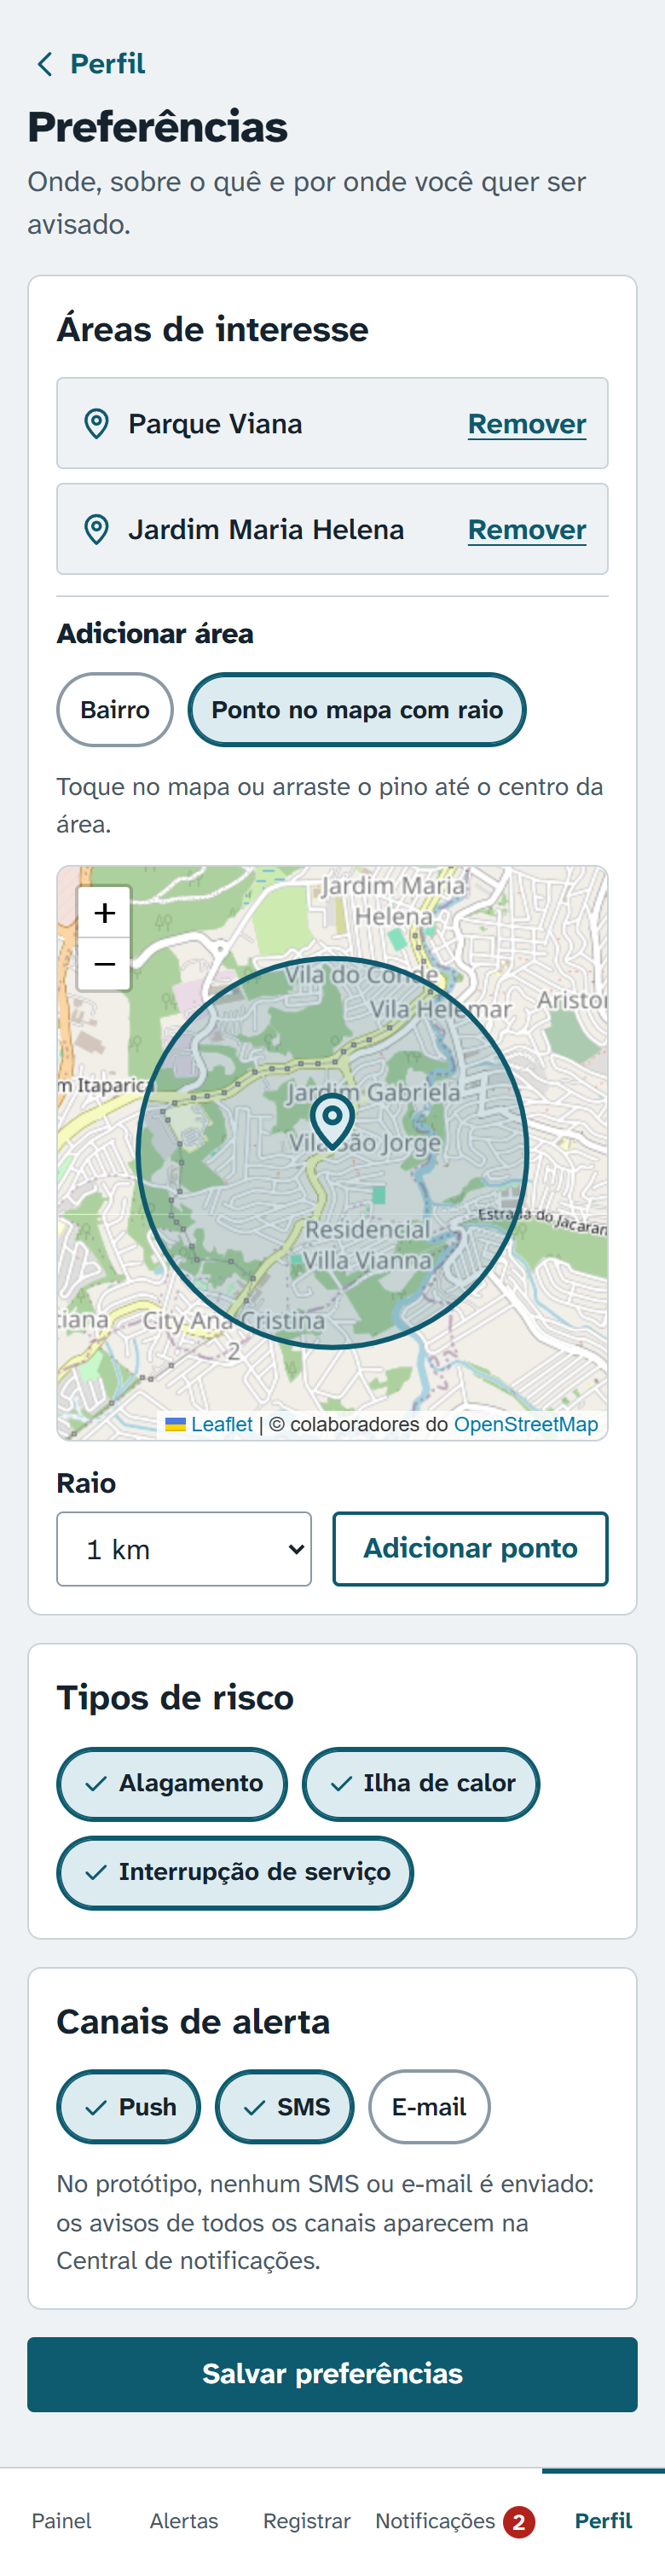 Perfil
Preferências
Onde, sobre o quê e por onde você quer ser
avisado.
Áreas de interesse
Parque Viana
Remover
Jardim Maria Helena
Remover
Adicionar área
Bairro
Ponto no mapa com raio
Toque no mapa ou arraste o pino até o centro da
área.
+
−
Jardim Maria
Helena
Vila do Conde
Vila Helemar
Aristo
m Itaparica
Jardim Gabriela
Vila São Jorge
Estrada do Jacaran
Residencial
Villa Vianna
tiana
City Ana Cristina
2
Leaflet | © colaboradores do OpenStreetMap
Raio
1 km
Adicionar ponto
Tipos de risco
Alagamento
Ilha de calor
Interrupção de serviço
Canais de alerta
Push
SMS
E-mail
No protótipo, nenhum SMS ou e-mail é enviado:
os avisos de todos os canais aparecem na
Central de notificações.
Salvar preferências
Painel
Alertas
Registrar
Notificações 2
Perfil